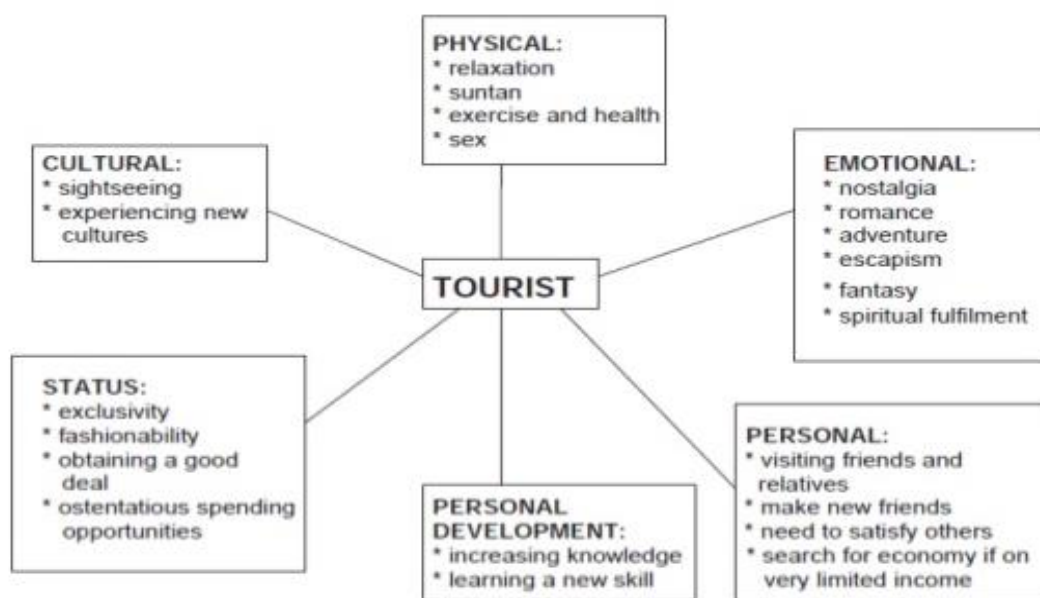 PHYSICAL:
* relaxation
* suntan
* exercise and health
* sex
CULTURAL:
* sightseeing
* experiencing new
cultures
EMOTIONAL:
* nostalgia
* romance
* adventure
* escapism
* fantasy
* spiritual fulfilment
TOURIST
STATUS:
* exclusivity
* fashionability
* obtaining a good
deal
* ostentatious spending
opportunities
PERSONAL
DEVELOPMENT:
* increasing knowledge
* learning a new skill
PERSONAL:
* visiting friends and
relatives
* make new friends
* need to satisfy others
* search for economy if on
very limited income